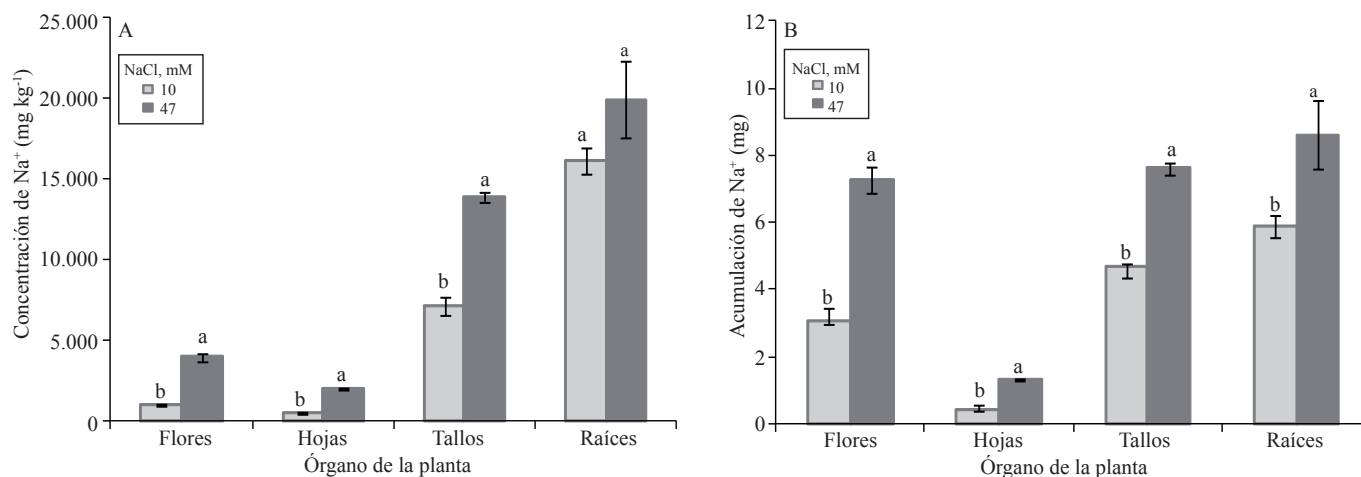 A
NaCl, mM
10
47
Concentración de Na⁺ (mg kg⁻¹)
25.000
20.000
15.000
10.000
5.000
0
b
a
b
a
b
a
a
a
Flores
Hojas
Tallos
Raíces
Órgano de la planta
B
NaCl, mM
10
47
Acumulación de Na⁺ (mg)
12
10
8
6
4
2
0
b
a
b
a
b
a
b
a
Flores
Hojas
Tallos
Raíces
Órgano de la planta